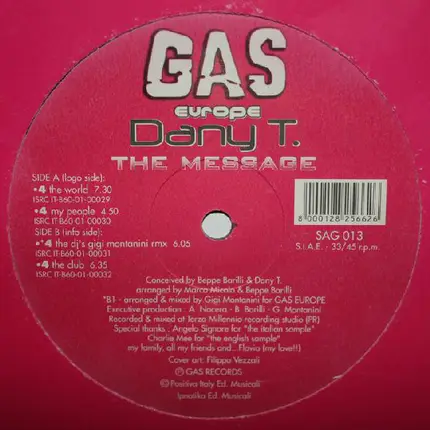 GAS
europe
Dany T.
THE MESSAGE
SIDE A (logo side):
•4 the world 7.30
ISRC IT-B60-01-00029
•4 my people 4.50
ISRC IT-B60-01-00030
SIDE B (info side):
•*4 the dj's gigi montanini rmx 6.05
ISRC IT-B60-01-00031
•4 the club 6.35
ISRC IT-B60-01-00032
8 000128 256626
SAG 013
S.I.A.E. - 33/45 r.p.m.
Conceived by Beppe Barilli & Dany T.
arranged by Marco Mionio & Beppe Barilli
*B1 - arranged & mixed by Gigi Montanini for GAS EUROPE
Executive production : A. Nocera - B. Barilli - G. Montanini
Recorded & mixed at Terzo Millennio recording studio (PR)
Special thanks : Angelo Signore for "the italian sample"
Charlie Mee for "the english sample"
my family, all my friends and...Flavia (my love!!)
Cover art: Filippo Vezzali
Ⓟ GAS RECORDS
© Positiva Italy Ed. Musicali
Ipnotika Ed. Musicali